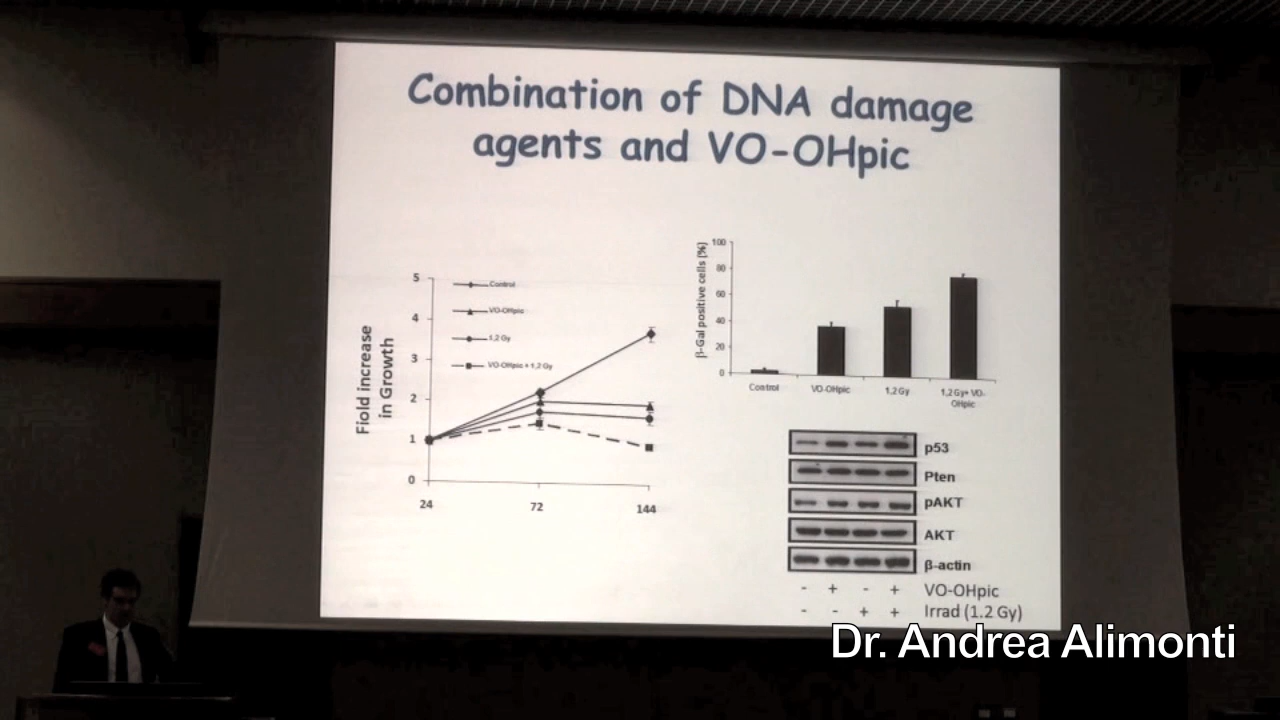 Combination of DNA damage
agents and VO-OHpic
Fiold increase
in Growth
5
4
3
2
1
0
24
72
144
Control
VO-OHpic
1,2 Gy
VO-OHpic + 1,2 Gy
β-Gal positive cells (%)
100
80
60
40
20
0
Control
VO-OHpic
1,2 Gy
1,2 Gy+ VO-
OHpic
p53
Pten
pAKT
AKT
β-actin
- + - + VO-OHpic
- - + + Irrad (1.2 Gy)
Dr. Andrea Alimonti